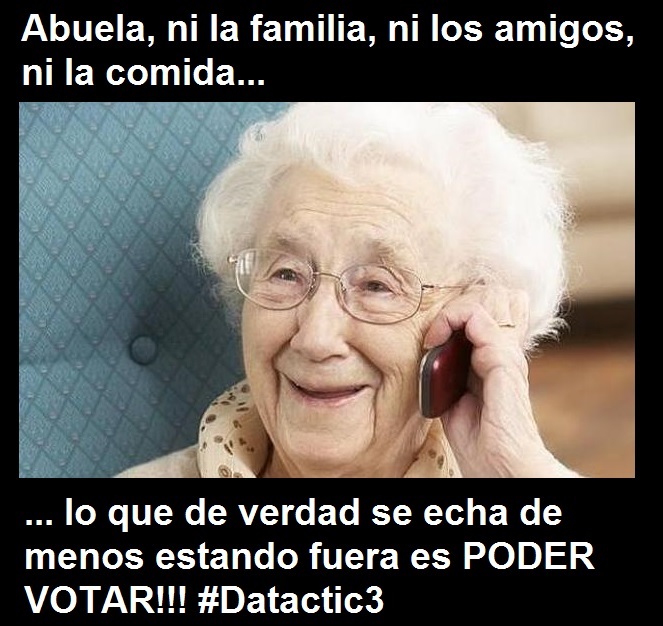 Abuela, ni la familia, ni los amigos,
ni la comida...
... lo que de verdad se echa de
menos estando fuera es PODER
VOTAR!!! #Datactic3